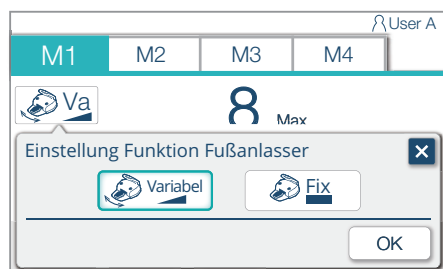 User A
M1 M2 M3 M4
Va 8 Max
Einstellung Funktion Fußanlasser
Variabel Fix
OK